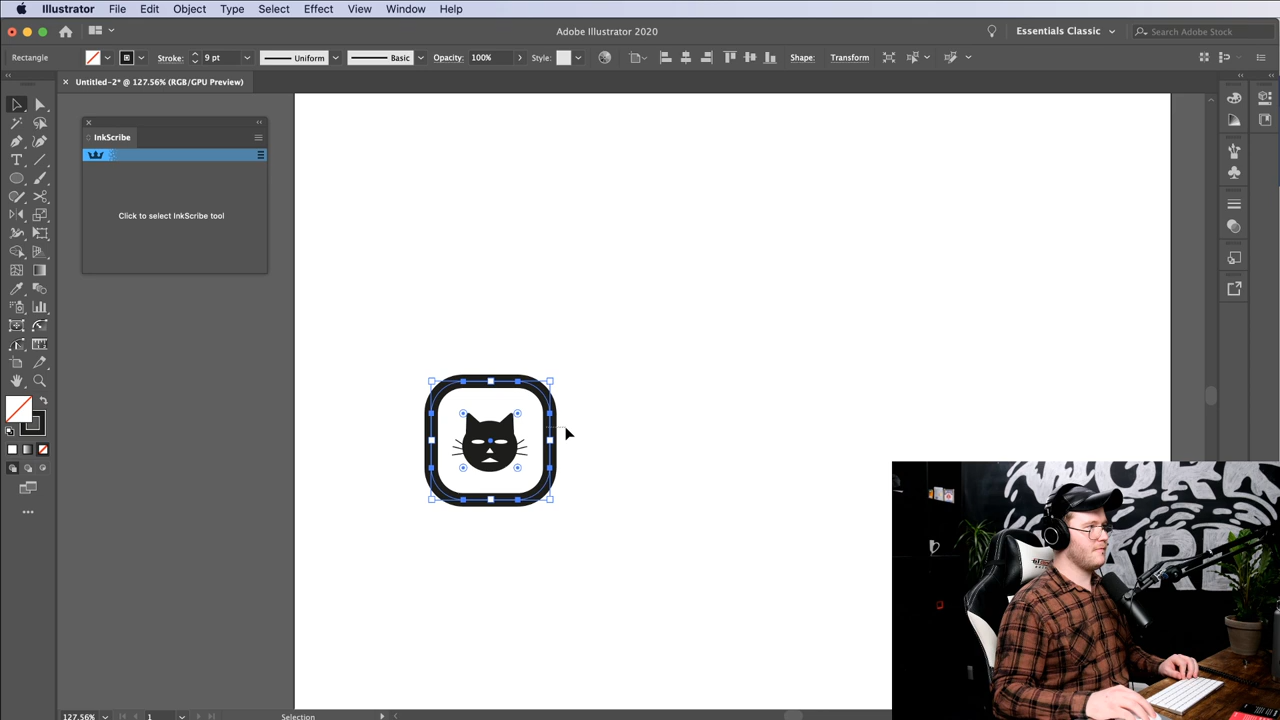 Illustrator File Edit Object Type Select Effect View Window Help
Adobe Illustrator 2020
Essentials Classic
Search Adobe Stock
Rectangle Stroke: 9 pt Uniform Basic Opacity: 100% Style: Shape: Transform
Untitled-2* @ 127.56% (RGB/GPU Preview)
InkScribe
Click to select InkScribe tool
127.56% 1 Selection